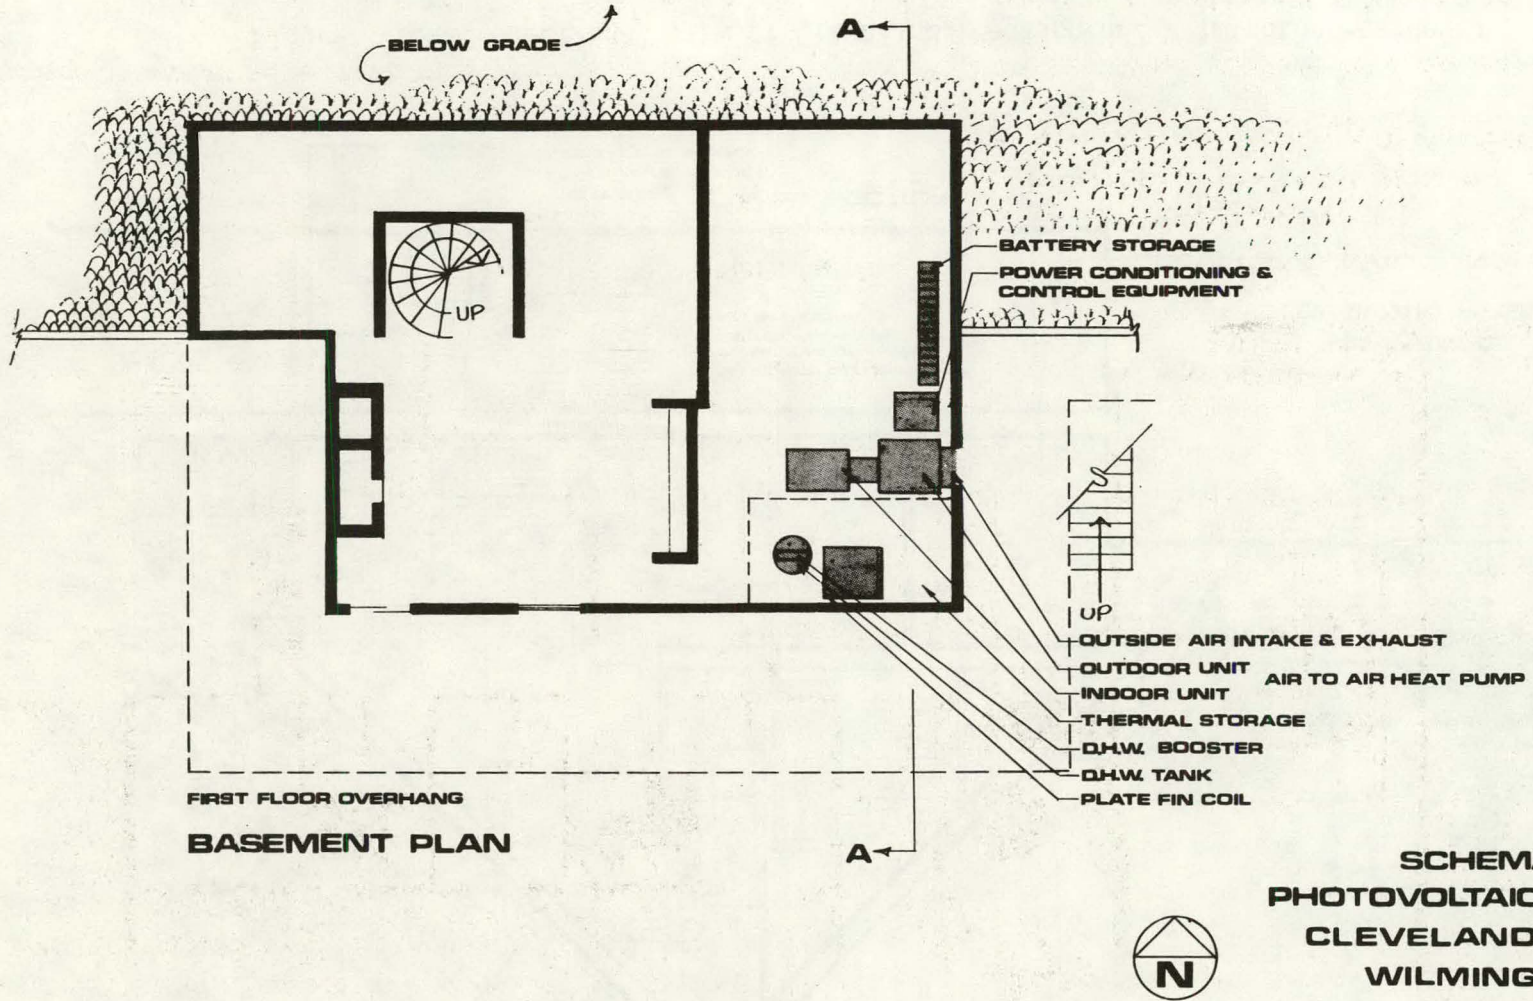 BELOW GRADE
A
BATTERY STORAGE
POWER CONDITIONING &
CONTROL EQUIPMENT
UP
UP
OUTSIDE AIR INTAKE & EXHAUST
OUTDOOR UNIT
AIR TO AIR HEAT PUMP
INDOOR UNIT
THERMAL STORAGE
D.H.W. BOOSTER
D.H.W. TANK
PLATE FIN COIL
FIRST FLOOR OVERHANG
BASEMENT PLAN
A
SCHEM
PHOTOVOLTAIC
CLEVELAND
WILMING
N